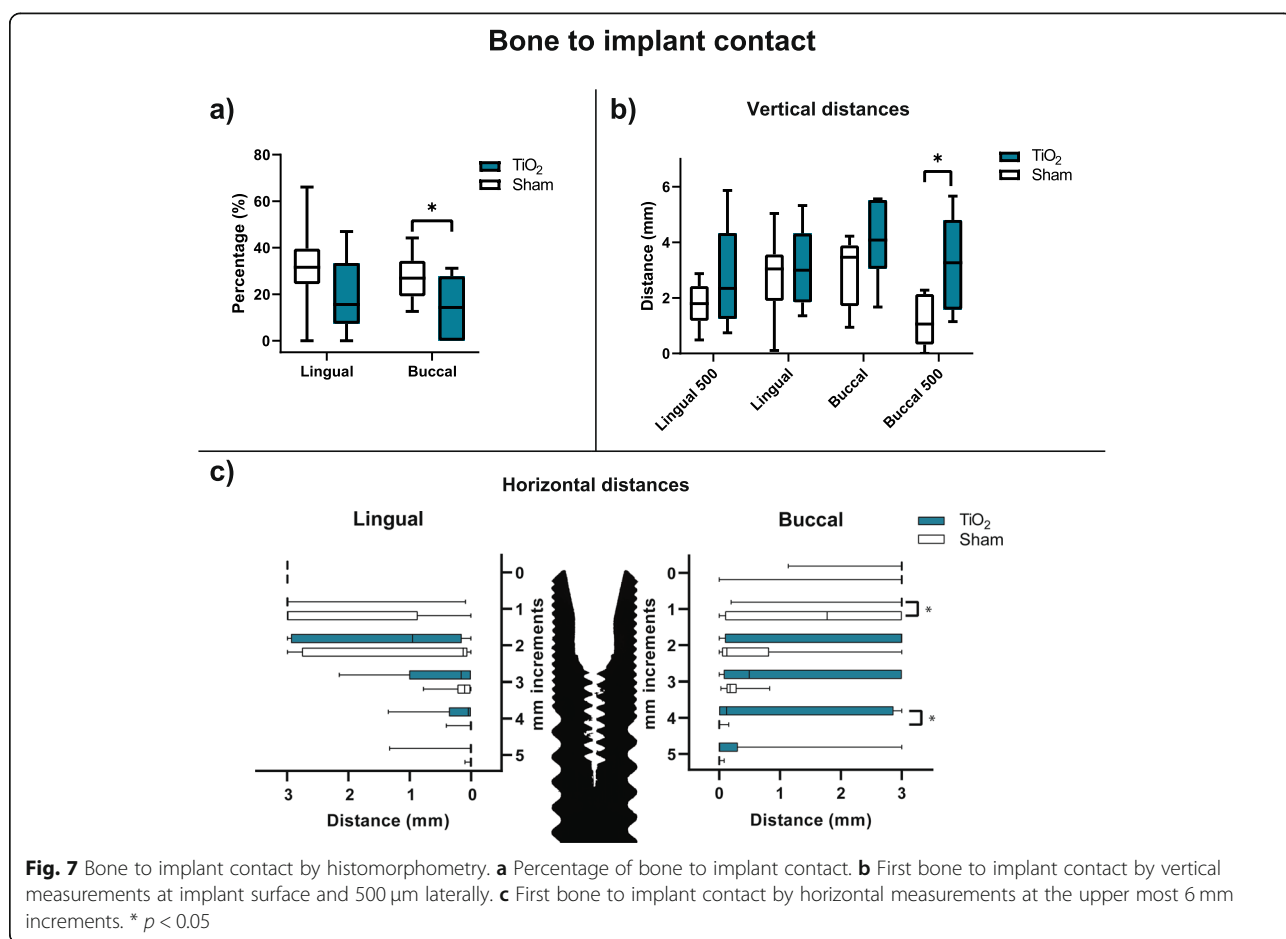 Bone to implant contact
a)
80
60
40
20
0
Percentage (%)
Lingual
Buccal
*
TiO₂
Sham
b)
Vertical distances
6
4
2
0
Distance (mm)
Lingual 500
Lingual
Buccal
Buccal 500
*
TiO₂
Sham
c)
Horizontal distances
Lingual
0
1
2
3
4
5
mm increments
3
2
1
0
Distance (mm)
Buccal
TiO₂
Sham
0
1
2
3
4
5
mm increments
*
*
0
1
2
3
Distance (mm)
Fig. 7 Bone to implant contact by histomorphometry. a Percentage of bone to implant contact. b First bone to implant contact by vertical
measurements at implant surface and 500 μm laterally. c First bone to implant contact by horizontal measurements at the upper most 6 mm
increments. * p < 0.05